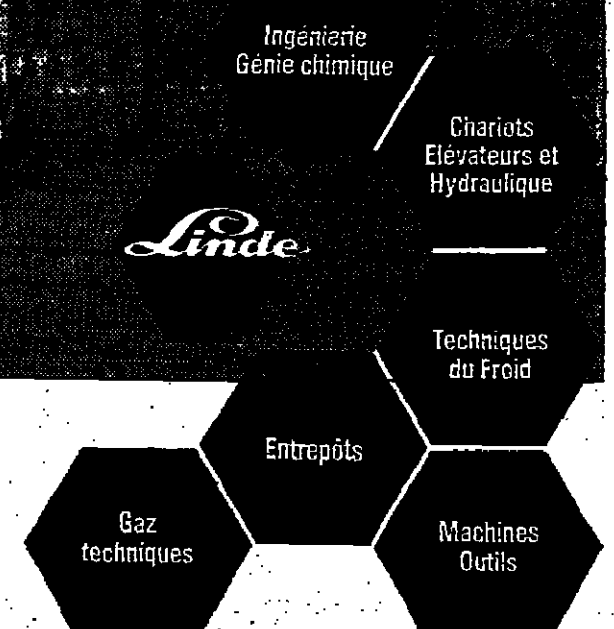 Ingénierie
Génie chimique
Chariots
Elévateurs et
Hydraulique
Linde
Techniques
du Froid
Entrepôts
Gaz
techniques
Machines
Outils